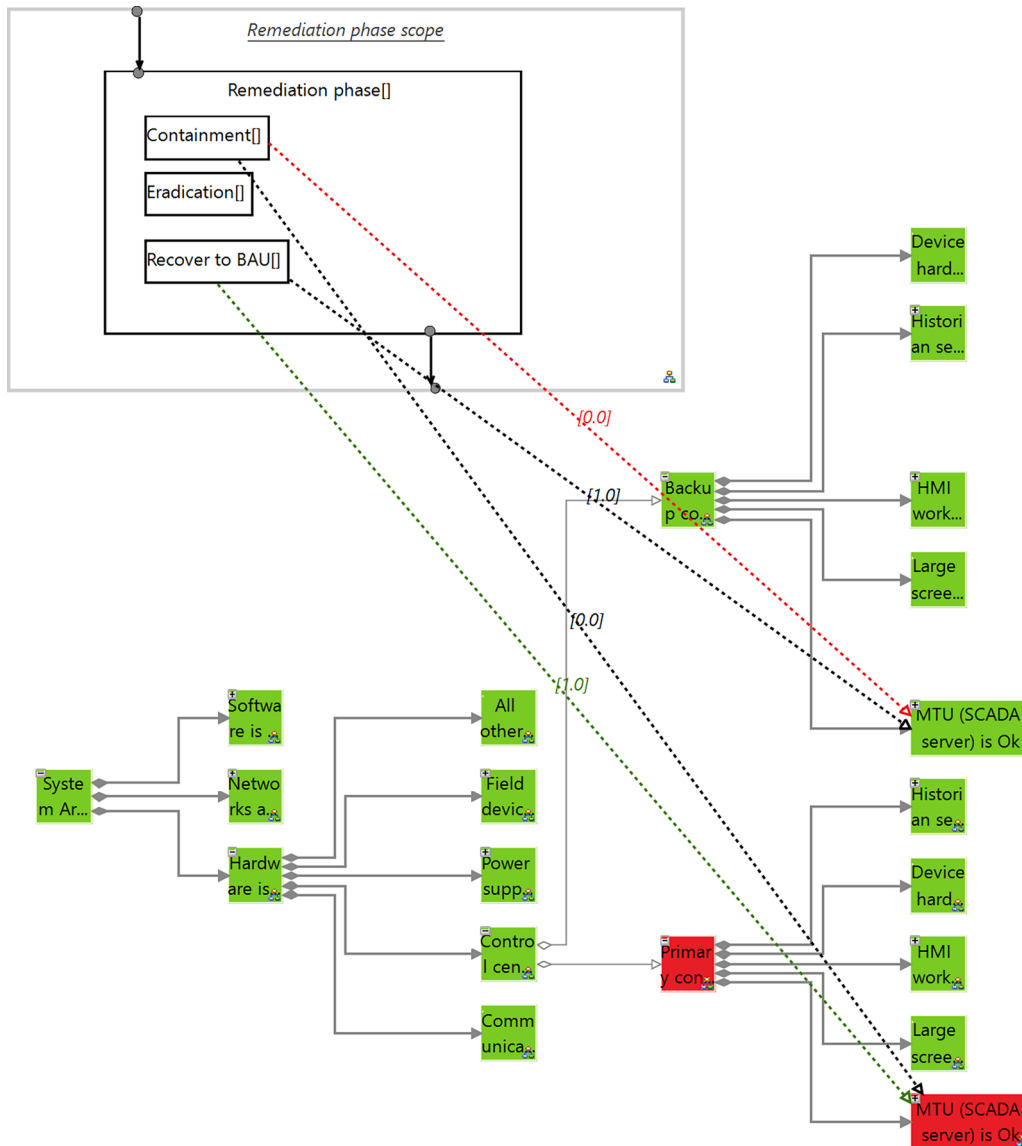 Remediation phase scope
Remediation phase[]
Containment[]
Eradication[]
Recover to BAU[]
Device
hard...
Histori
an se...
[0.0]
Backu
p co...
[1.0]
HMI
work...
Large
scree...
[0.0]
[1.0]
Softwa
re is
All
other
MTU (SCADA
server) is Ok
Syste
m Ar...
Netwo
rks a..
Field
devic
Histori
an se..
Hardw
are is
Power
supp..
Device
hard..
Contro
l cen..
Primar
y con..
HMI
work..
Commu
nica..
Large
scree..
MTU (SCADA
server) is Ok